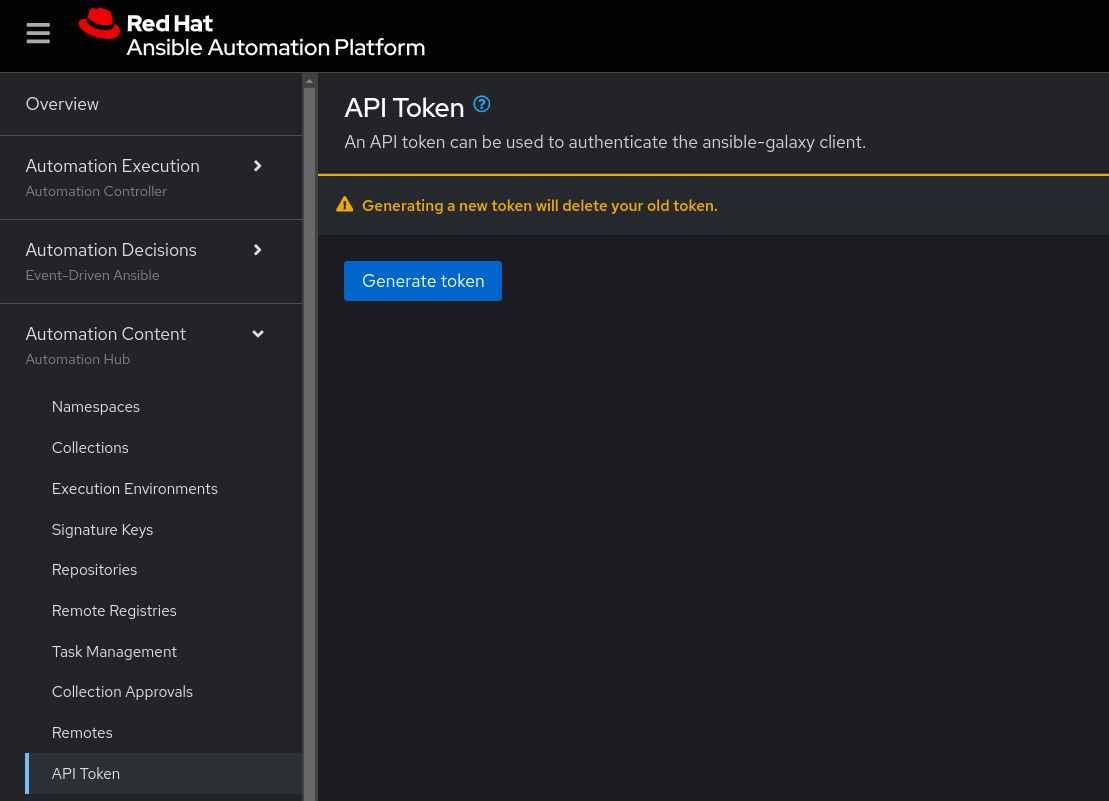 Red Hat
Ansible Automation Platform
Overview
Automation Execution
Automation Controller
Automation Decisions
Event-Driven Ansible
Automation Content
Automation Hub
Namespaces
Collections
Execution Environments
Signature Keys
Repositories
Remote Registries
Task Management
Collection Approvals
Remotes
API Token
API Token ?
An API token can be used to authenticate the ansible-galaxy client.
Generating a new token will delete your old token.
Generate token